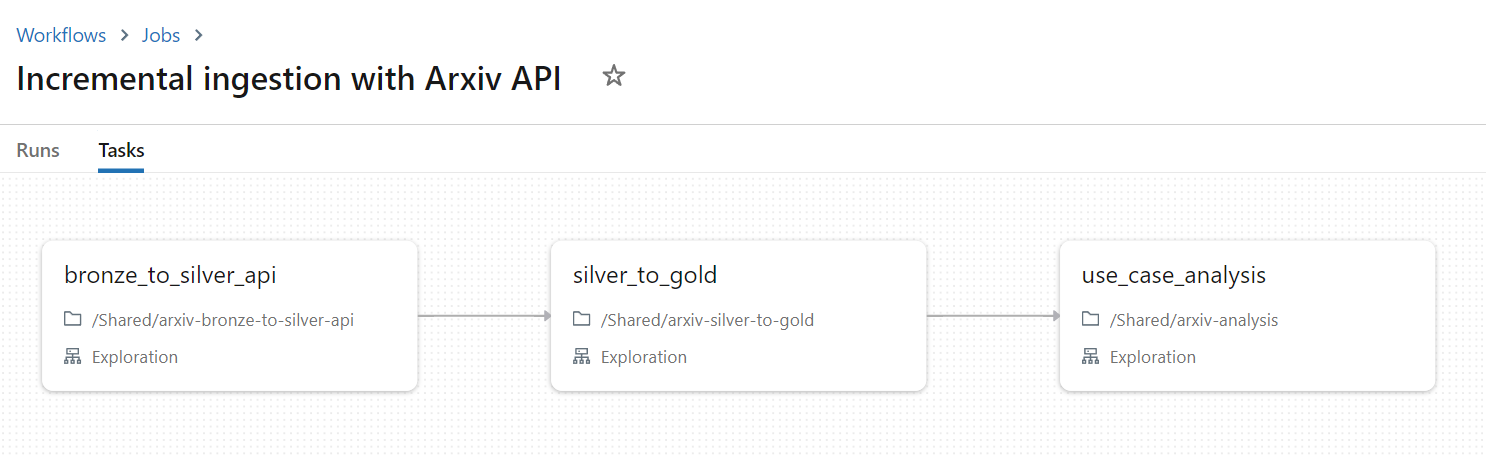 Workflows > Jobs >
Incremental ingestion with Arxiv API
Runs Tasks
bronze_to_silver_api
/Shared/arxiv-bronze-to-silver-api
Exploration
silver_to_gold
/Shared/arxiv-silver-to-gold
Exploration
use_case_analysis
/Shared/arxiv-analysis
Exploration